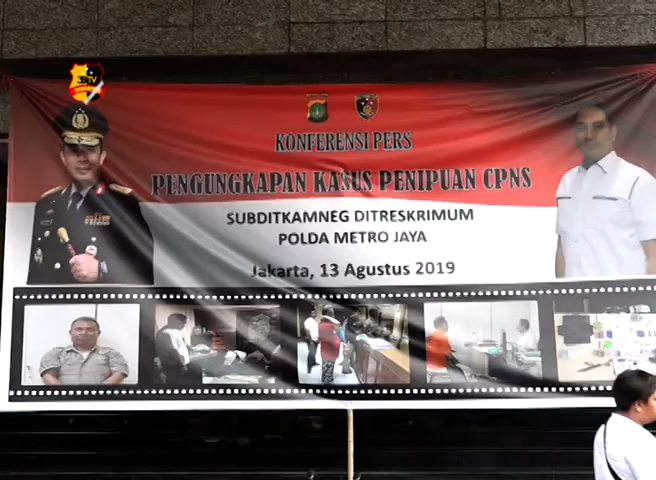 KONFERENSI PERS
PENGUNGKAPAN KASUS PENIPUAN CPNS
SUBDITKAMNEG DITRESKRIMUM
POLDA METRO JAYA
Jakarta, 13 Agustus 2019